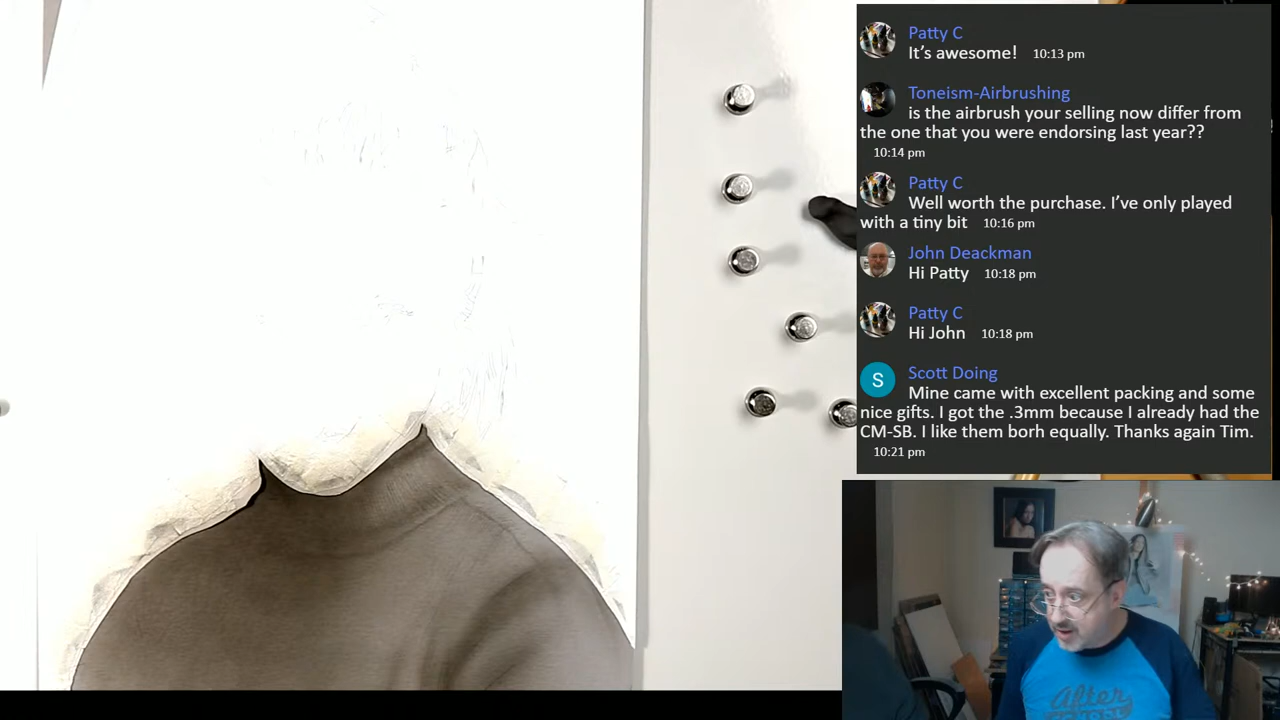 Patty C
It's awesome! 10:13 pm
Toneism-Airbrushing
is the airbrush your selling now differ from
the one that you were endorsing last year??
10:14 pm
Patty C
Well worth the purchase. I've only played
with a tiny bit 10:16 pm
John Deackman
Hi Patty 10:18 pm
Patty C
Hi John 10:18 pm
S Scott Doing
Mine came with excellent packing and some
nice gifts. I got the .3mm because I already had the
CM-SB. I like them borh equally. Thanks again Tim.
10:21 pm
After